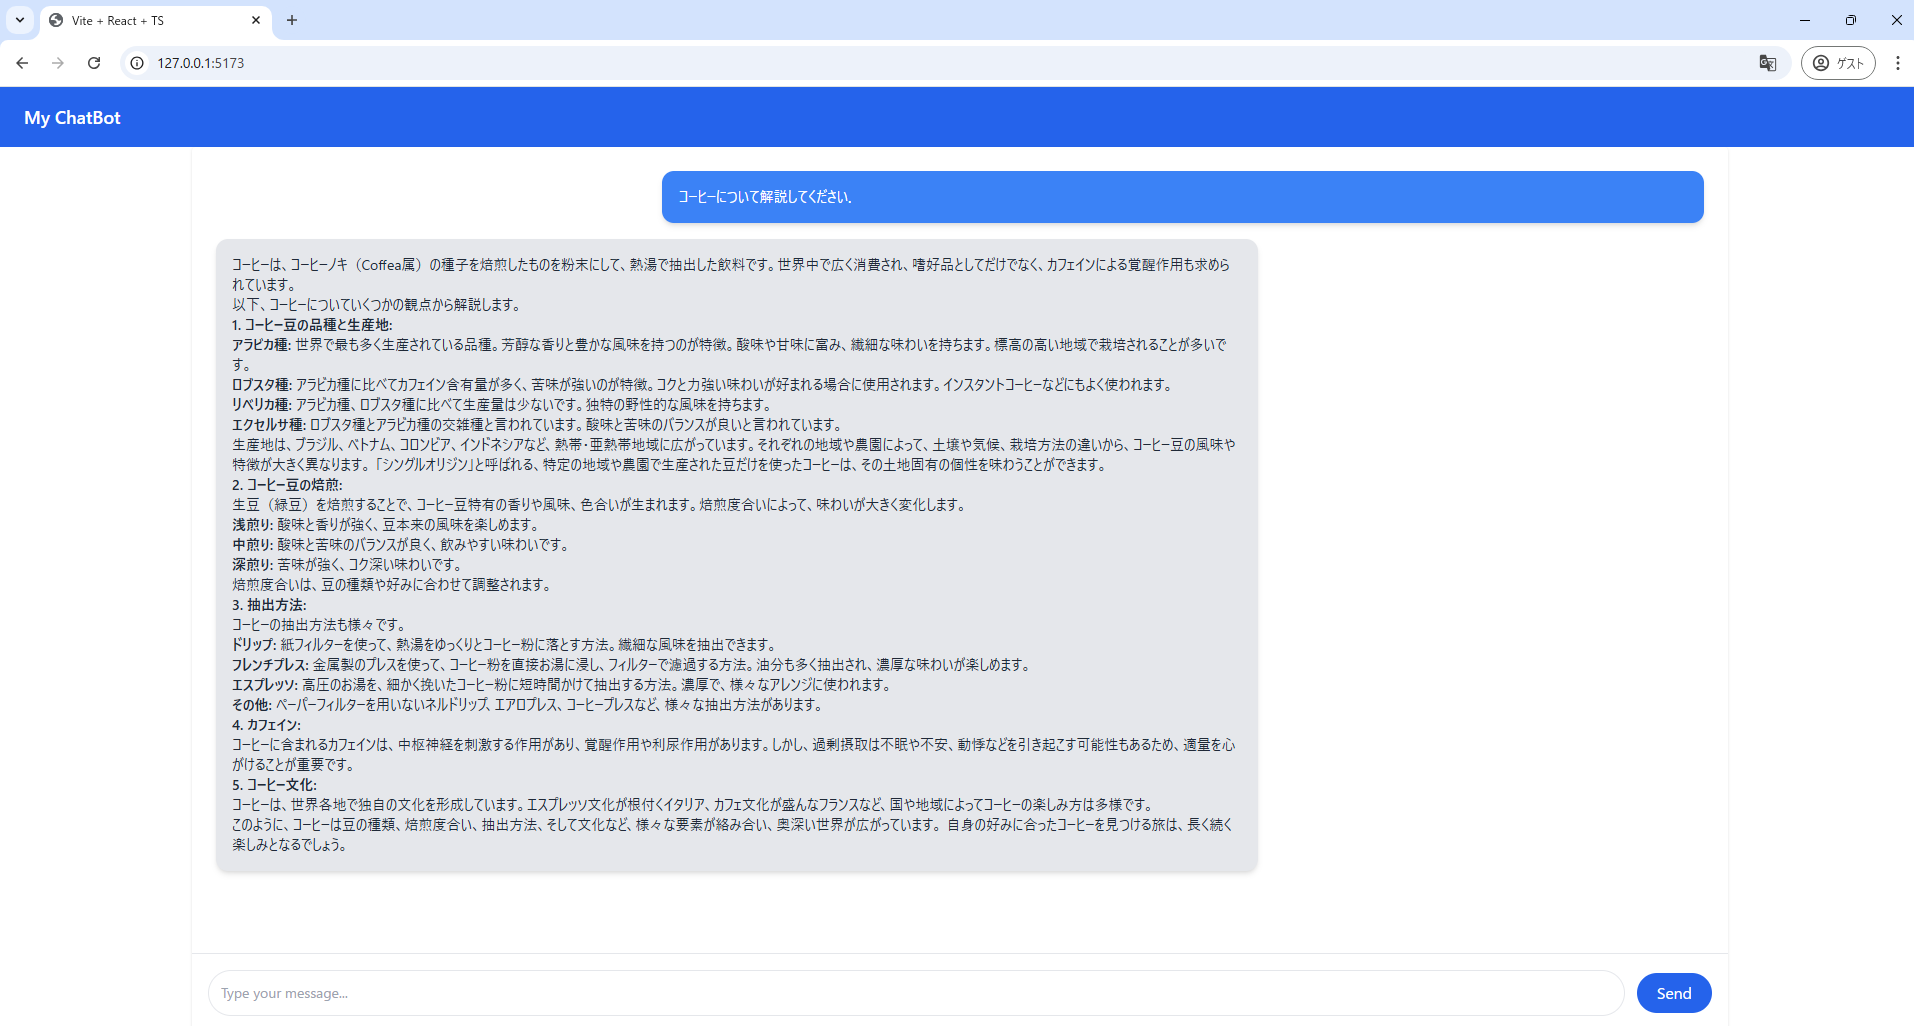 Vite + React + TS
127.0.0.1:5173
ゲスト
My ChatBot
コーヒーについて解説してください.
コーヒーは、コーヒーノキ（Coffea属）の種子を焙煎したものを粉末にして、熱湯で抽出した飲料です。世界中で広く消費され、嗜好品としてだけでなく、カフェインによる覚醒作用も求めら
れています。
以下、コーヒーについていくつかの観点から解説します。
1. コーヒー豆の品種と生産地:
アラビカ種: 世界で最も多く生産されている品種。芳醇な香りと豊かな風味を持つのが特徴。酸味や甘味に富み、繊細な味わいを持ちます。標高の高い地域で栽培されることが多いで
す。
ロブスタ種: アラビカ種に比べてカフェイン含有量が多く、苦味が強いのが特徴。コクと力強い味わいが好まれる場合に使用されます。インスタントコーヒーなどにもよく使われます。
リベリカ種: アラビカ種、ロブスタ種に比べて生産量は少ないです。独特の野性的な風味を持ちます。
エクセルサ種: ロブスタ種とアラビカ種の交雑種と言われています。酸味と苦味のバランスが良いと言われています。
生産地は、ブラジル、ベトナム、コロンビア、インドネシアなど、熱帯・亜熱帯地域に広がっています。それぞれの地域や農園によって、土壌や気候、栽培方法の違いから、コーヒー豆の風味や
特徴が大きく異なります。「シングルオリジン」と呼ばれる、特定の地域や農園で生産された豆だけを使ったコーヒーは、その土地固有の個性を味わうことができます。
2. コーヒー豆の焙煎:
生豆（緑豆）を焙煎することで、コーヒー豆特有の香りや風味、色合いが生まれます。焙煎度合いによって、味わいが大きく変化します。
浅煎り: 酸味と香りが強く、豆本来の風味を楽しめます。
中煎り: 酸味と苦味のバランスが良く、飲みやすい味わいです。
深煎り: 苦味が強く、コク深い味わいです。
焙煎度合いは、豆の種類や好みに合わせて調整されます。
3. 抽出方法:
コーヒーの抽出方法も様々です。
ドリップ: 紙フィルターを使って、熱湯をゆっくりとコーヒー粉に落とす方法。繊細な風味を抽出できます。
フレンチプレス: 金属製のプレスを使って、コーヒー粉を直接お湯に浸し、フィルターで濾過する方法。油分も多く抽出され、濃厚な味わいが楽しめます。
エスプレッソ: 高圧のお湯を、細かく挽いたコーヒー粉に短時間かけて抽出する方法。濃厚で、様々なアレンジに使われます。
その他: ペーパーフィルターを用いないネルドリップ、エアロプレス、コーヒープレスなど、様々な抽出方法があります。
4. カフェイン:
コーヒーに含まれるカフェインは、中枢神経を刺激する作用があり、覚醒作用や利尿作用があります。しかし、過剰摂取は不眠や不安、動悸などを引き起こす可能性もあるため、適量を心
がけることが重要です。
5. コーヒー文化:
コーヒーは、世界各地で独自の文化を形成しています。エスプレッソ文化が根付くイタリア、カフェ文化が盛んなフランスなど、国や地域によってコーヒーの楽しみ方は多様です。
このように、コーヒーは豆の種類、焙煎度合い、抽出方法、そして文化など、様々な要素が絡み合い、奥深い世界が広がっています。 自身の好みに合ったコーヒーを見つける旅は、長く続く
楽しみとなるでしょう。
Type your message...
Send